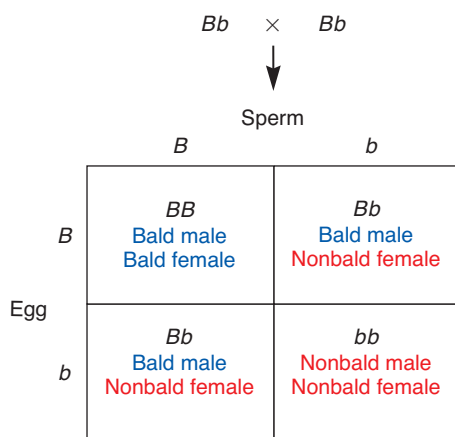 Bb × Bb
Sperm
B b
B
BB
Bald male
Bald female
Bb
Bald male
Nonbald female
Egg
b
Bb
Bald male
Nonbald female
bb
Nonbald male
Nonbald female